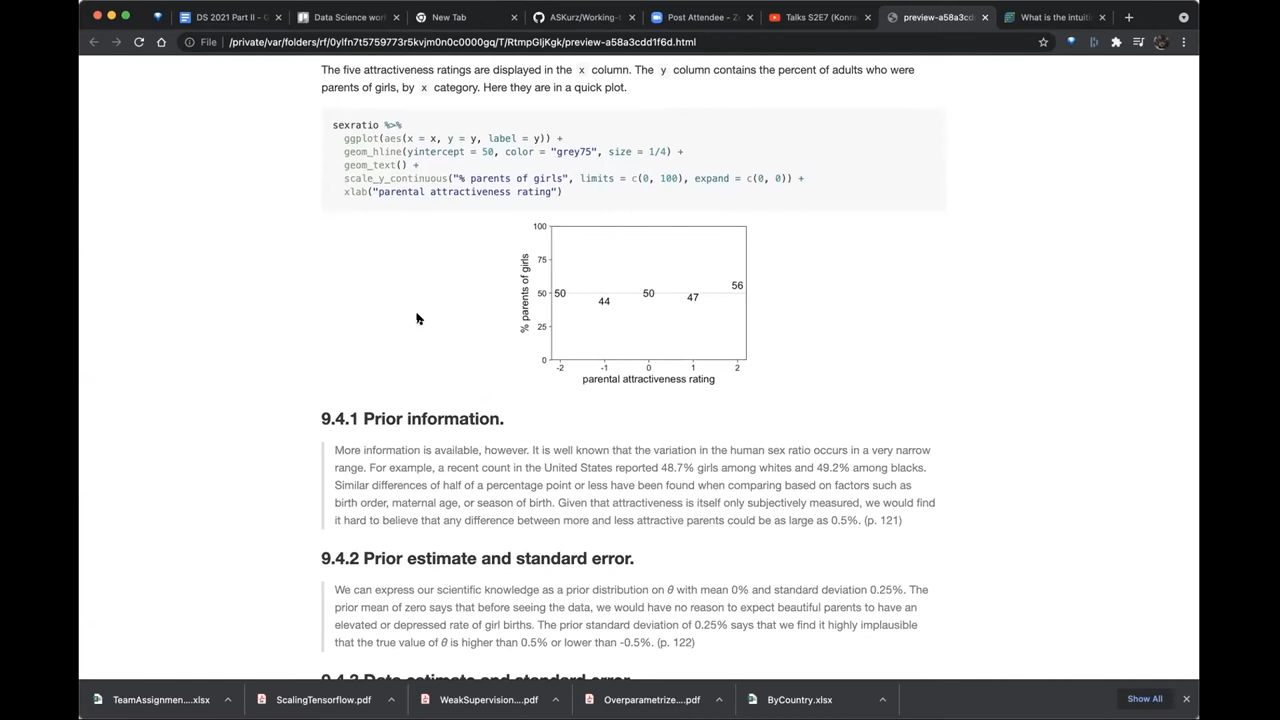 DS 2021 Part II - G
Data Science wor
New Tab
ASKurz/Working-
Post Attendee - Z
Talks S2E7 (Konra
preview-a58a3cdd
What is the intuiti
File
/private/var/folders/rf/0ylfn7t5759773r5kvjm0n0c0000gq/T/RtmpGIjKgk/preview-a58a3cdd1f6d.html
The five attractiveness ratings are displayed in the x column. The y column contains the percent of adults who were
parents of girls, by x category. Here they are in a quick plot.
sexratio %>%
ggplot(aes(x = x, y = y, label = y)) +
geom_hline(yintercept = 50, color = "grey75", size = 1/4) +
geom_text() +
scale_y_continuous("% parents of girls", limits = c(0, 100), expand = c(0, 0)) +
xlab("parental attractiveness rating")
100
75
50
25
0
% parents of girls
50
44
50
47
56
-2
-1
0
1
2
parental attractiveness rating
9.4.1 Prior information.
More information is available, however. It is well known that the variation in the human sex ratio occurs in a very narrow
range. For example, a recent count in the United States reported 48.7% girls among whites and 49.2% among blacks.
Similar differences of half of a percentage point or less have been found when comparing based on factors such as
birth order, maternal age, or season of birth. Given that attractiveness is itself only subjectively measured, we would find
it hard to believe that any difference between more and less attractive parents could be as large as 0.5%. (p. 121)
9.4.2 Prior estimate and standard error.
We can express our scientific knowledge as a prior distribution on θ with mean 0% and standard deviation 0.25%. The
prior mean of zero says that before seeing the data, we would have no reason to expect beautiful parents to have an
elevated or depressed rate of girl births. The prior standard deviation of 0.25% says that we find it highly implausible
that the true value of θ is higher than 0.5% or lower than -0.5%. (p. 122)
9.4.3 Data estimate and standard error.
TeamAssignmen....xlsx
ScalingTensorflow.pdf
WeakSupervision....pdf
Overparametrize....pdf
ByCountry.xlsx
Show All